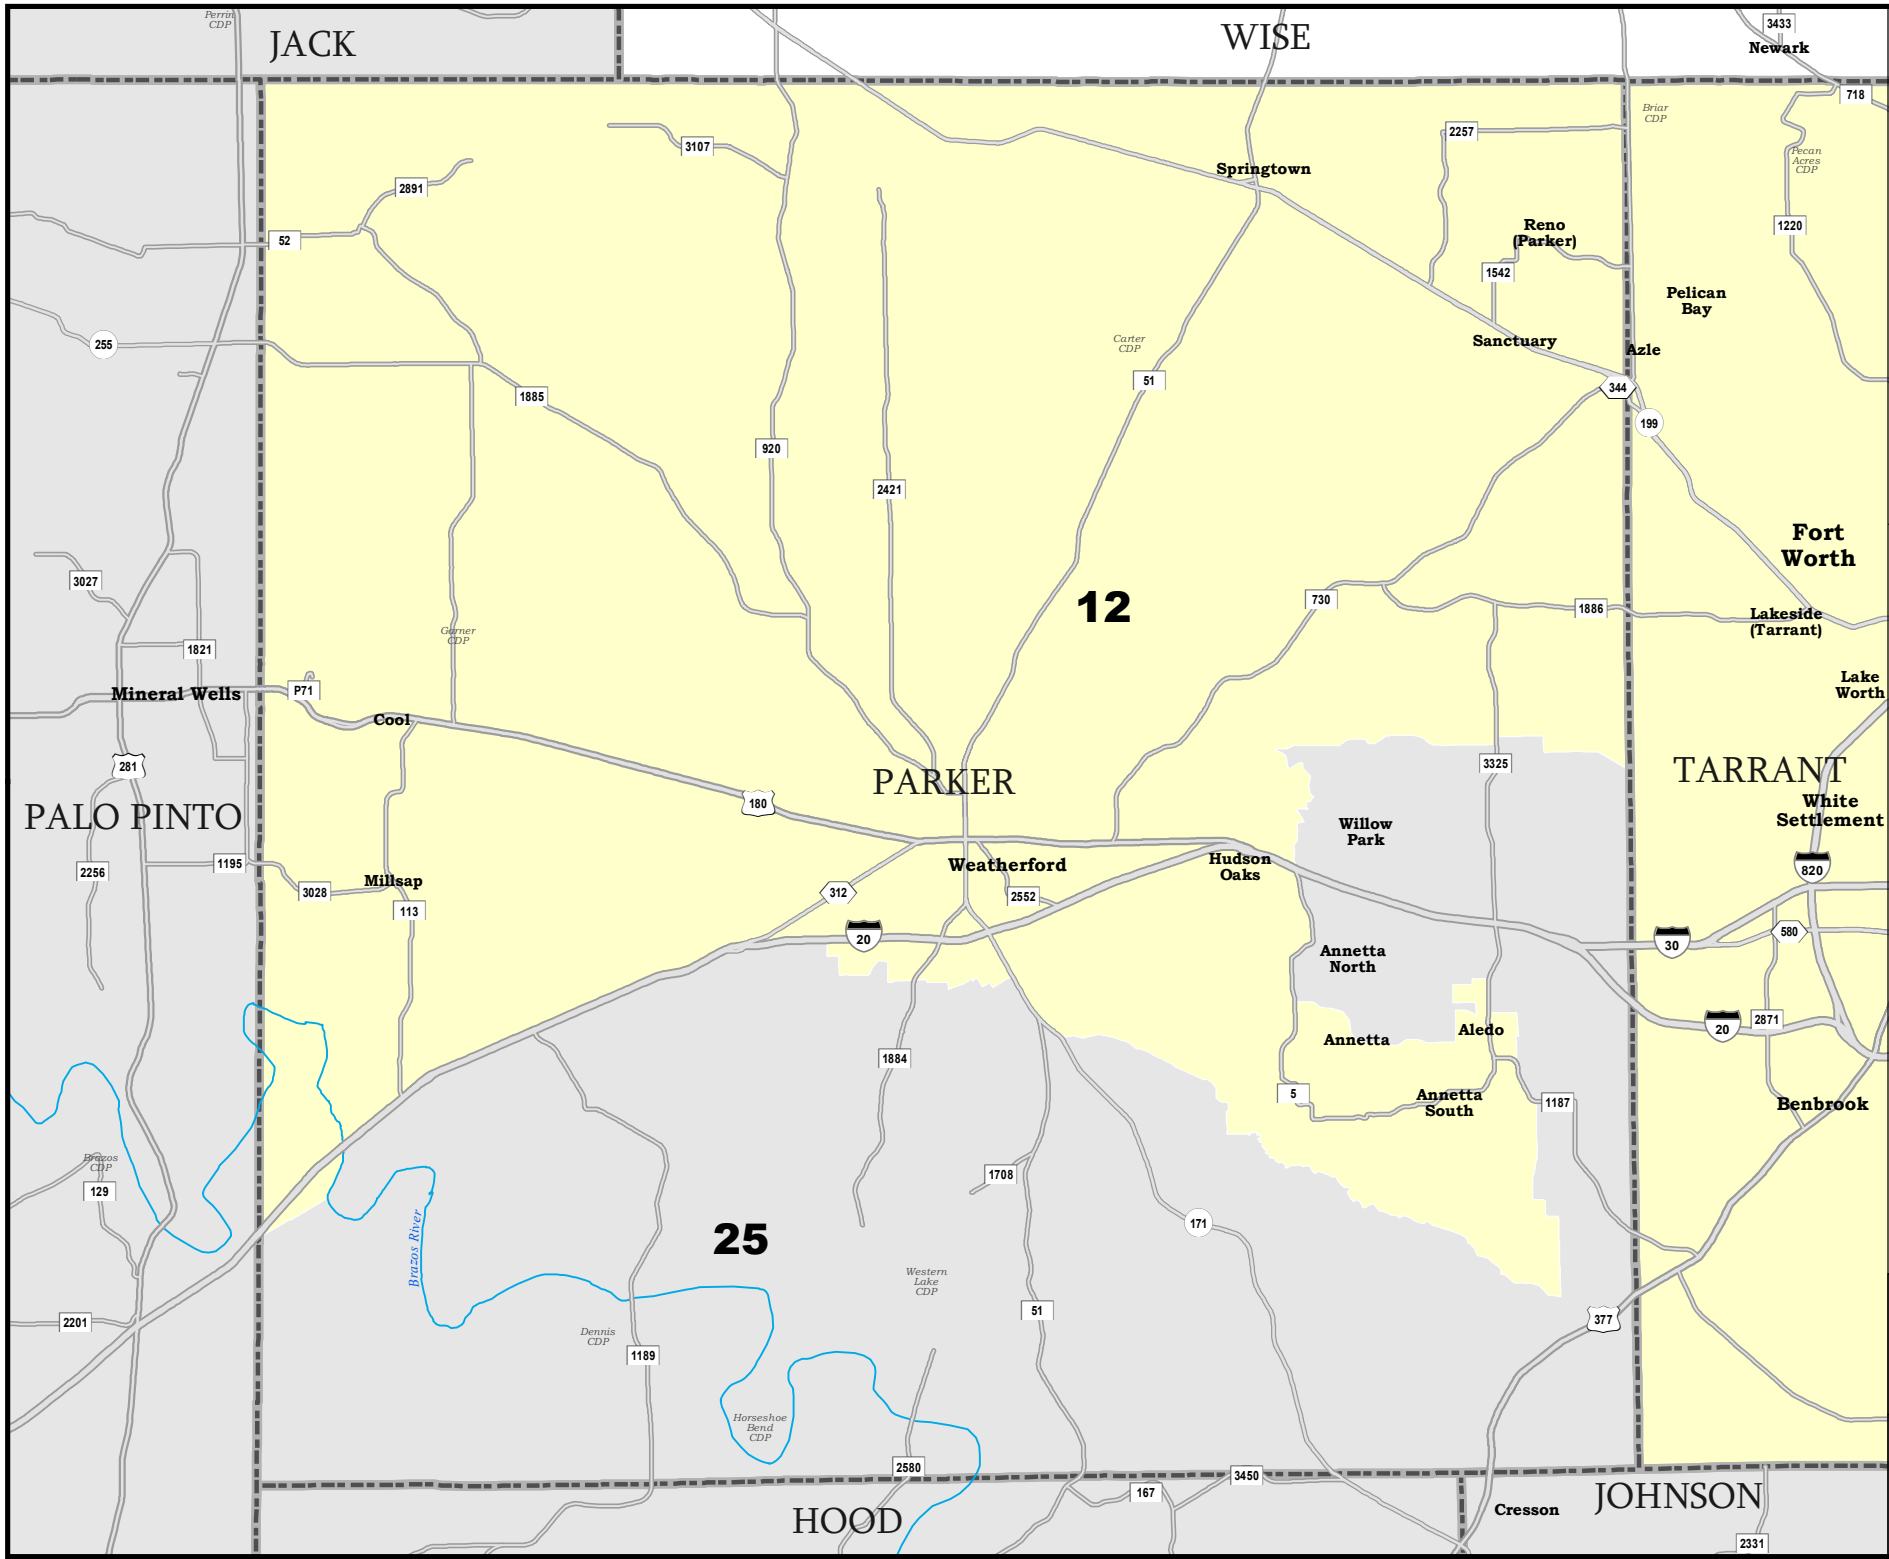 Perrin
CDP
JACK
WISE
3433
Newark
718
Briar
CDP
2257
3107
Pecan
Acres
CDP
Springtown
2891
1220
Reno
(Parker)
52
1542
Pelican
Bay
255
Carter
CDP
Sanctuary
Azle
51
344
1885
199
920
2421
Fort
Worth
3027
12
730
1886
Lakeside
(Tarrant)
Garner
CDP
1821
Lake
Worth
Mineral Wells
P71
Cool
281
3325
TARRANT
PARKER
180
White
Settlement
PALO PINTO
Willow
Park
Hudson
Oaks
Weatherford
1195
2256
820
Millsap
3028
312
2552
113
20
30
580
Annetta
North
20
2871
Aledo
Annetta
1884
5
Annetta
South
1187
Benbrook
Brazos
CDP
129
1708
171
25
Brazos River
Western
Lake
CDP
51
377
2201
Dennis
CDP
1189
Horseshoe
Bend
CDP
2580
3450
167
HOOD
Cresson
JOHNSON
2331